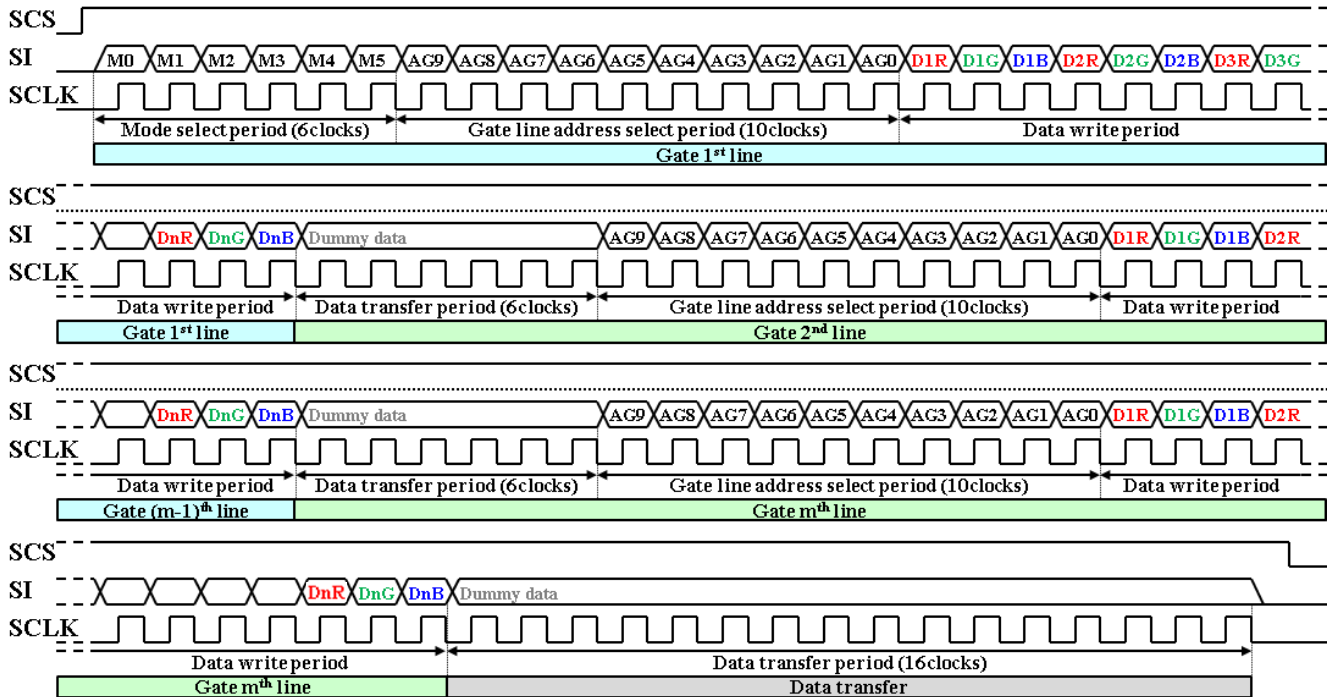 SCS
SI M0 M1 M2 M3 M4 M5 AG9 AG8 AG7 AG6 AG5 AG4 AG3 AG2 AG1 AG0 D1R D1G D1B D2R D2G D2B D3R D3G
SCLK
Mode select period (6clocks) Gate line address select period (10clocks) Data write period
Gate 1st line
SCS
SI DnR DnG DnB Dummy data AG9 AG8 AG7 AG6 AG5 AG4 AG3 AG2 AG1 AG0 D1R D1G D1B D2R
SCLK
Data write period Data transfer period (6clocks) Gate line address select period (10clocks) Data write period
Gate 1st line Gate 2nd line
SCS
SI DnR DnG DnB Dummy data AG9 AG8 AG7 AG6 AG5 AG4 AG3 AG2 AG1 AG0 D1R D1G D1B D2R
SCLK
Data write period Data transfer period (6clocks) Gate line address select period (10clocks) Data write period
Gate (m-1)th line Gate mth line
SCS
SI DnR DnG DnB Dummy data
SCLK
Data write period Data transfer period (16clocks)
Gate mth line Data transfer